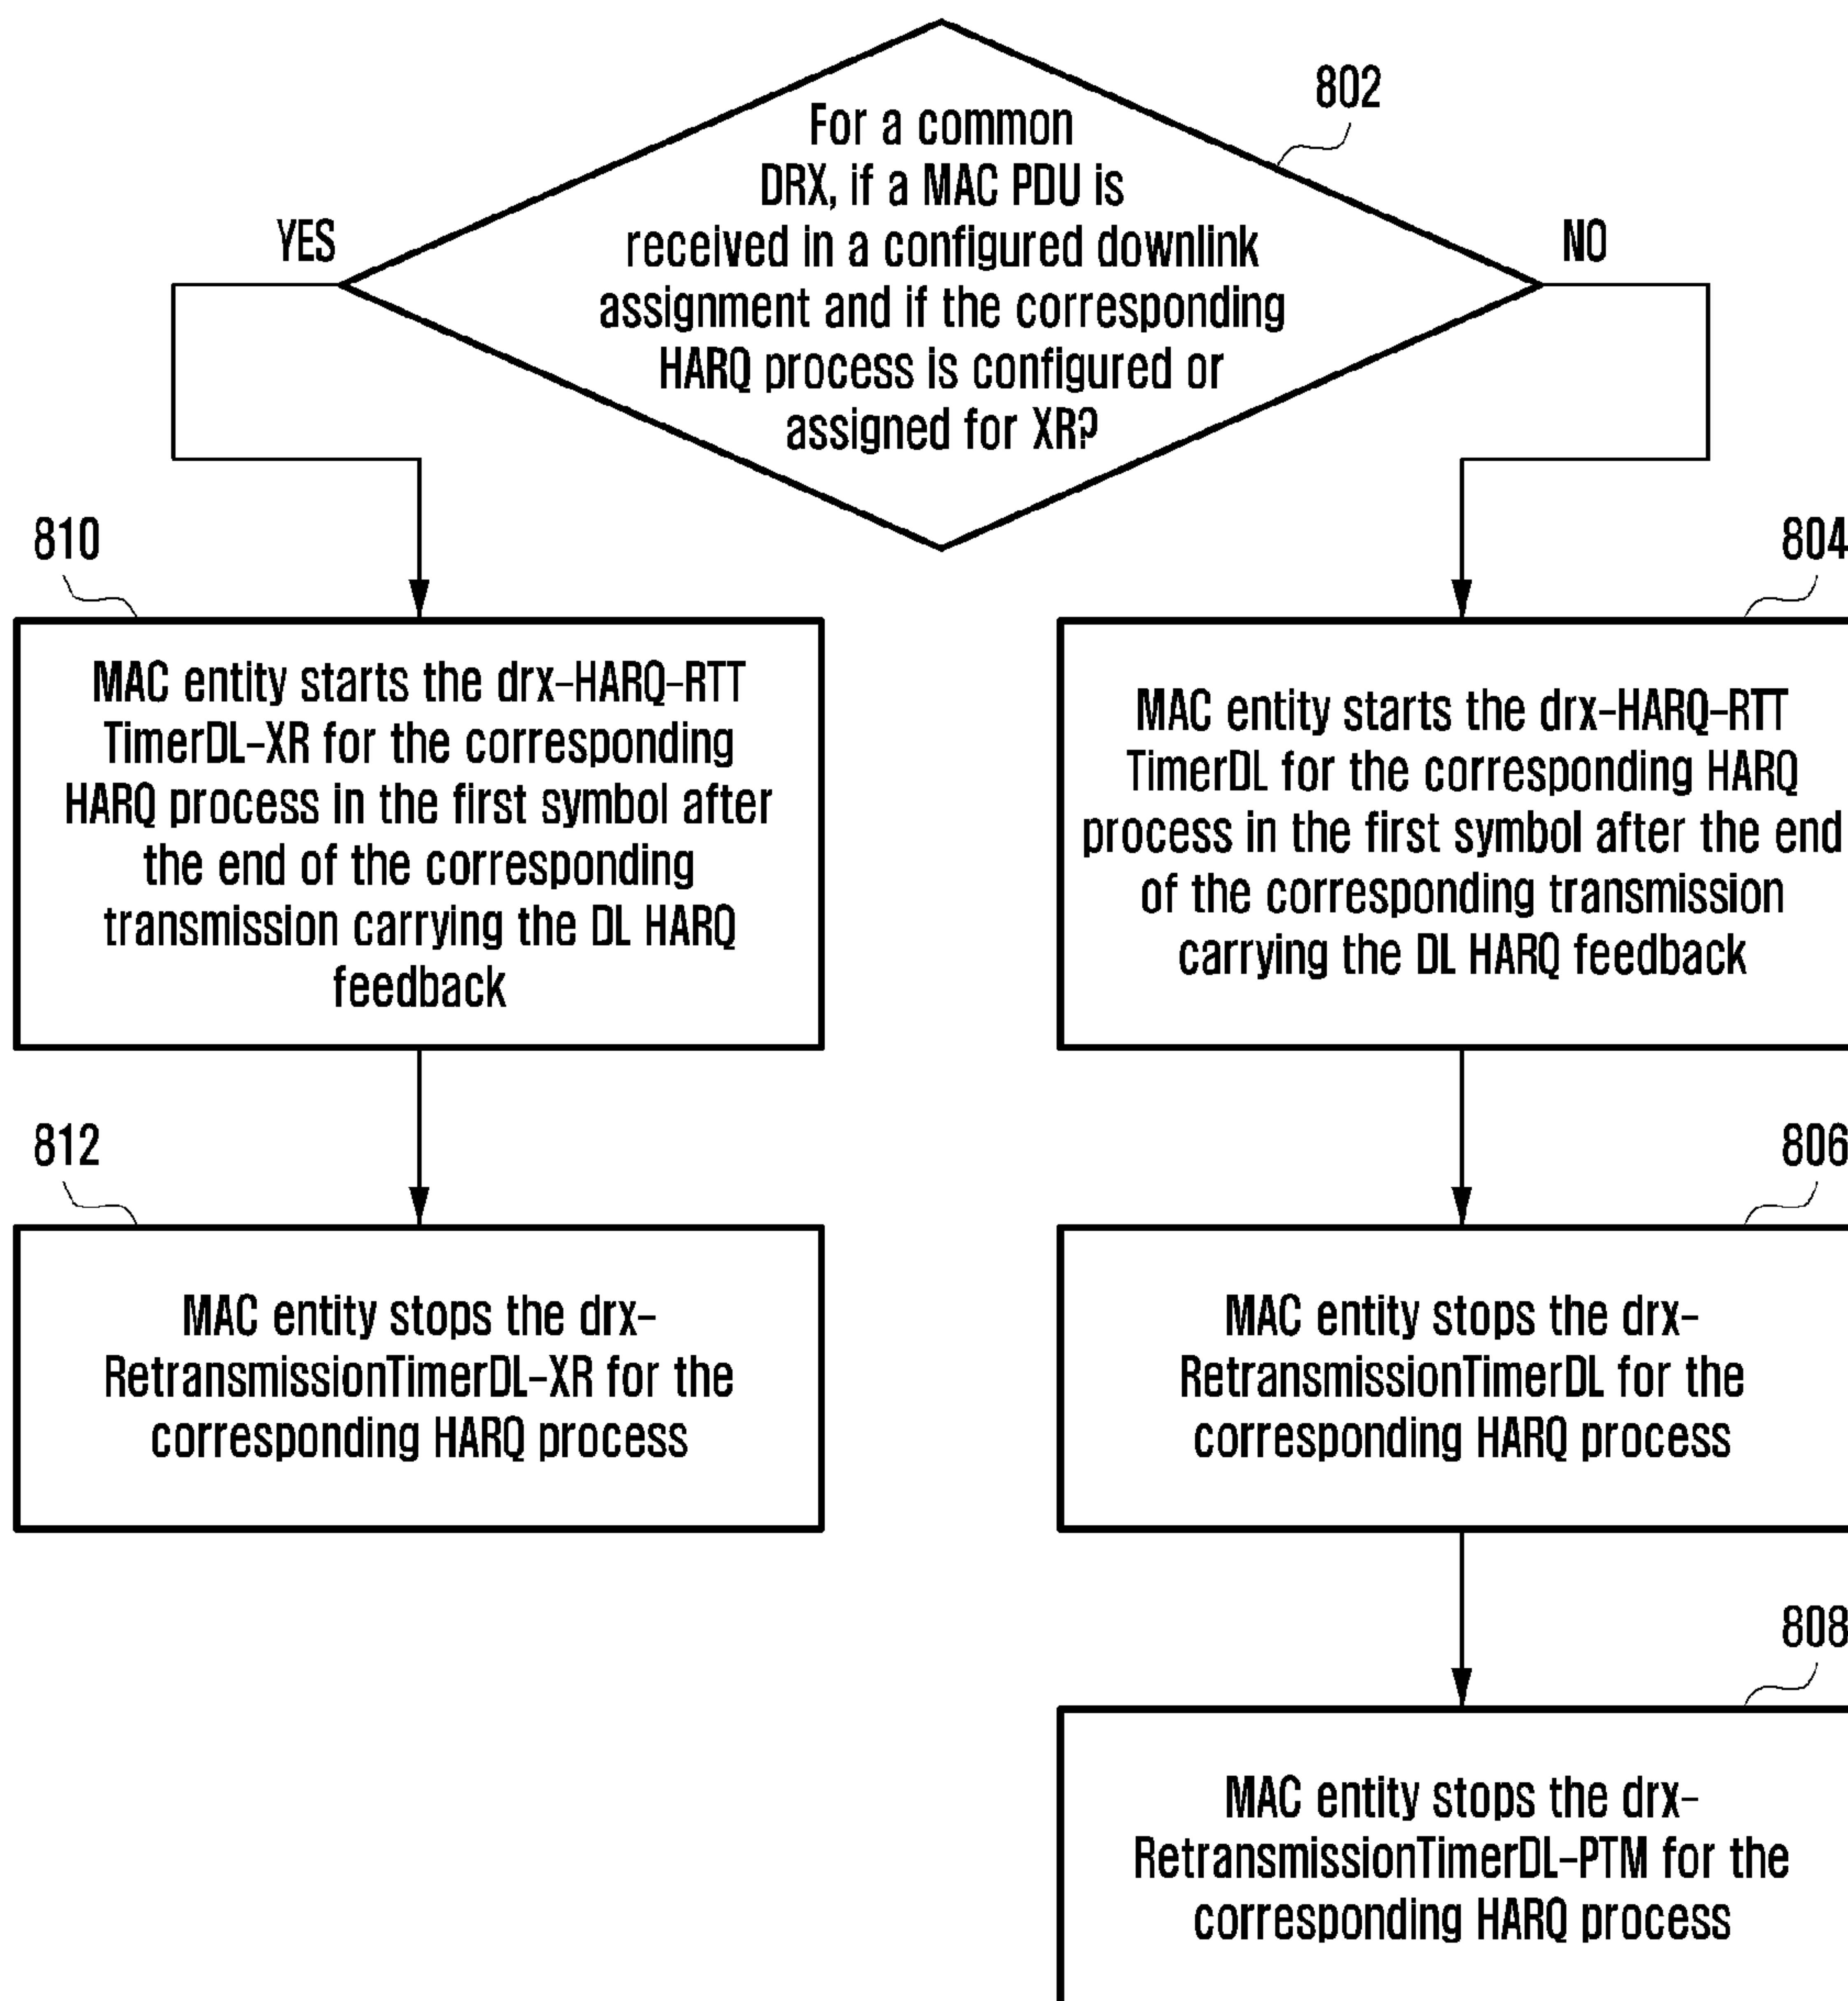 802
For a common
DRX, if a MAC PDU is
received in a configured downlink
assignment and if the corresponding
HARQ process is configured or
assigned for XR?
YES
NO
810
MAC entity starts the drx-HARQ-RTT
TimerDL-XR for the corresponding
HARQ process in the first symbol after
the end of the corresponding
transmission carrying the DL HARQ
feedback
804
MAC entity starts the drx-HARQ-RTT
TimerDL for the corresponding HARQ
process in the first symbol after the end
of the corresponding transmission
carrying the DL HARQ feedback
812
MAC entity stops the drx-
RetransmissionTimerDL-XR for the
corresponding HARQ process
806
MAC entity stops the drx-
RetransmissionTimerDL for the
corresponding HARQ process
808
MAC entity stops the drx-
RetransmissionTimerDL-PTM for the
corresponding HARQ process